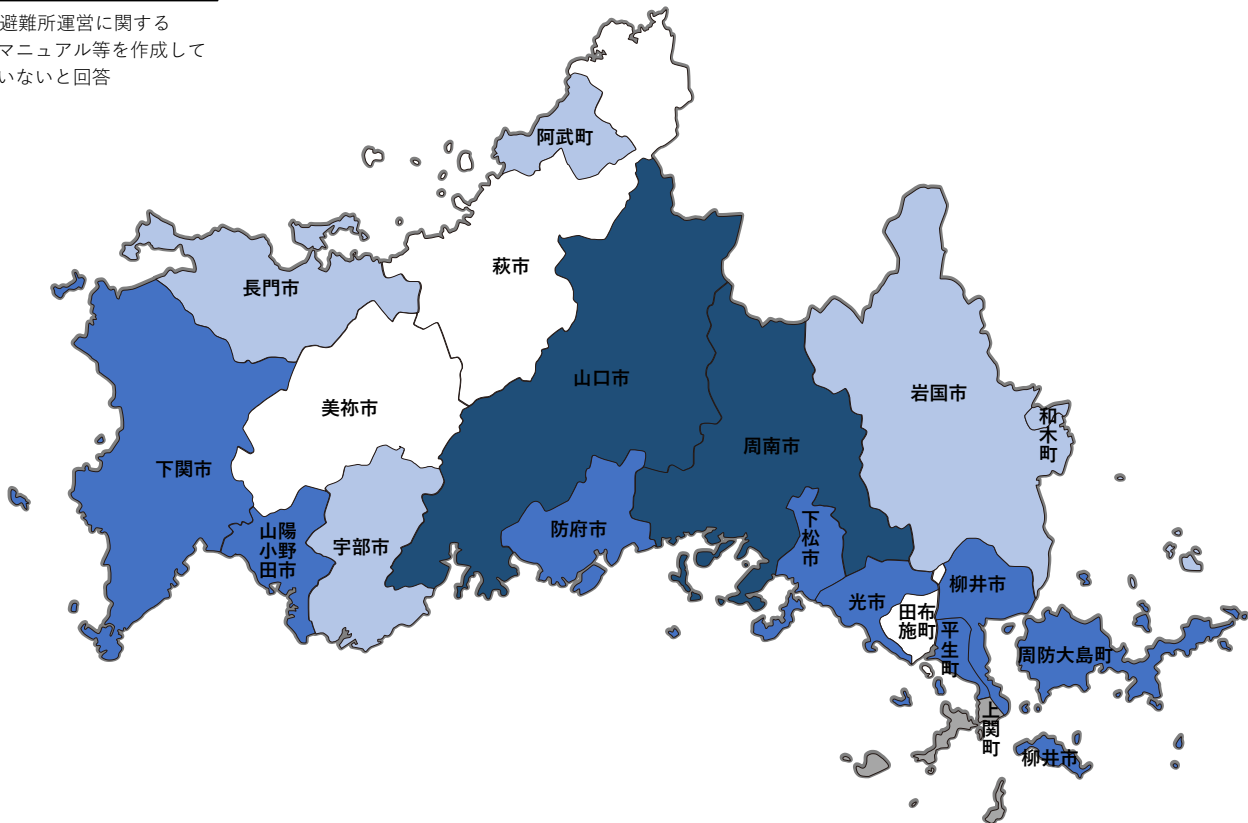 避難所運営に関する
マニュアル等を作成して
いないと回答
阿武町
萩市
長門市
山口市
岩国市
美祢市
和木町
周南市
下関市
下松市
防府市
山陽
小野
田市
宇部市
柳井市
光市
田布
施町
平生町
周防大島町
上関町
柳井市